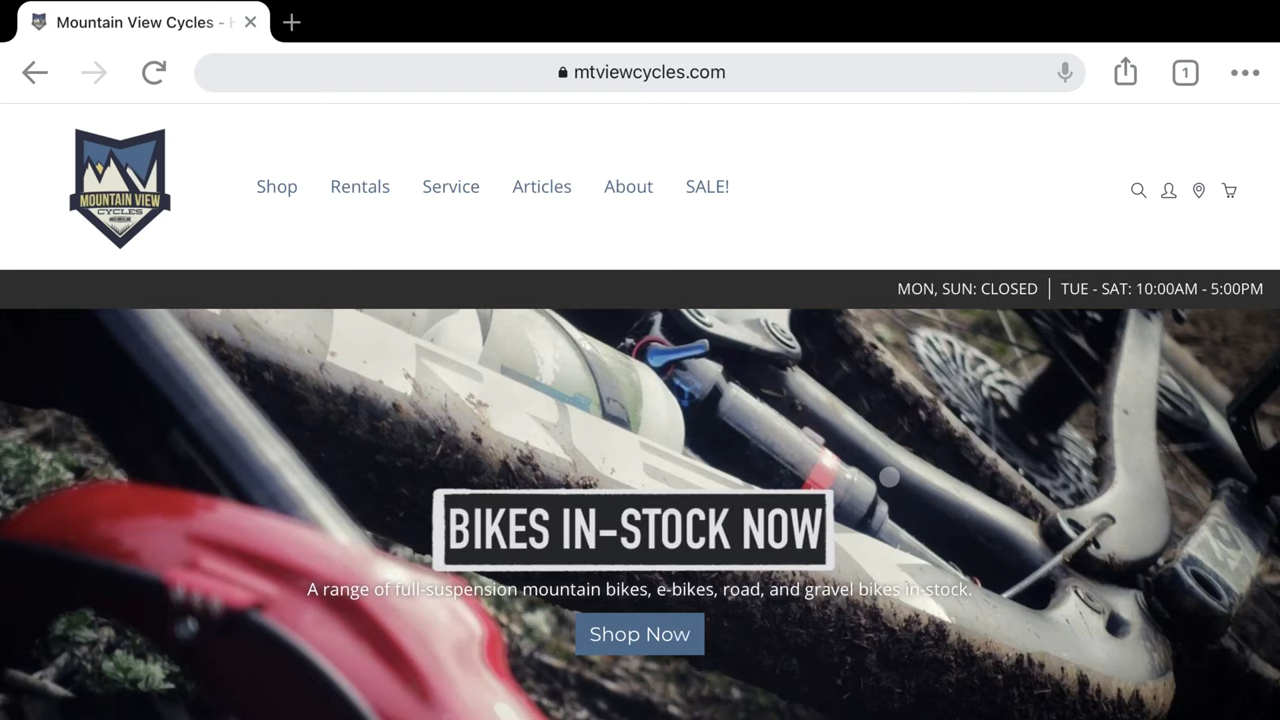 Mountain View Cycles -
mtviewcycles.com
1
MOUNTAIN VIEW
CYCLES
Shop
Rentals
Service
Articles
About
SALE!
MON, SUN: CLOSED
TUE - SAT: 10:00AM - 5:00PM
BIKES IN-STOCK NOW
A range of full-suspension mountain bikes, e-bikes, road, and gravel bikes in-stock.
Shop Now